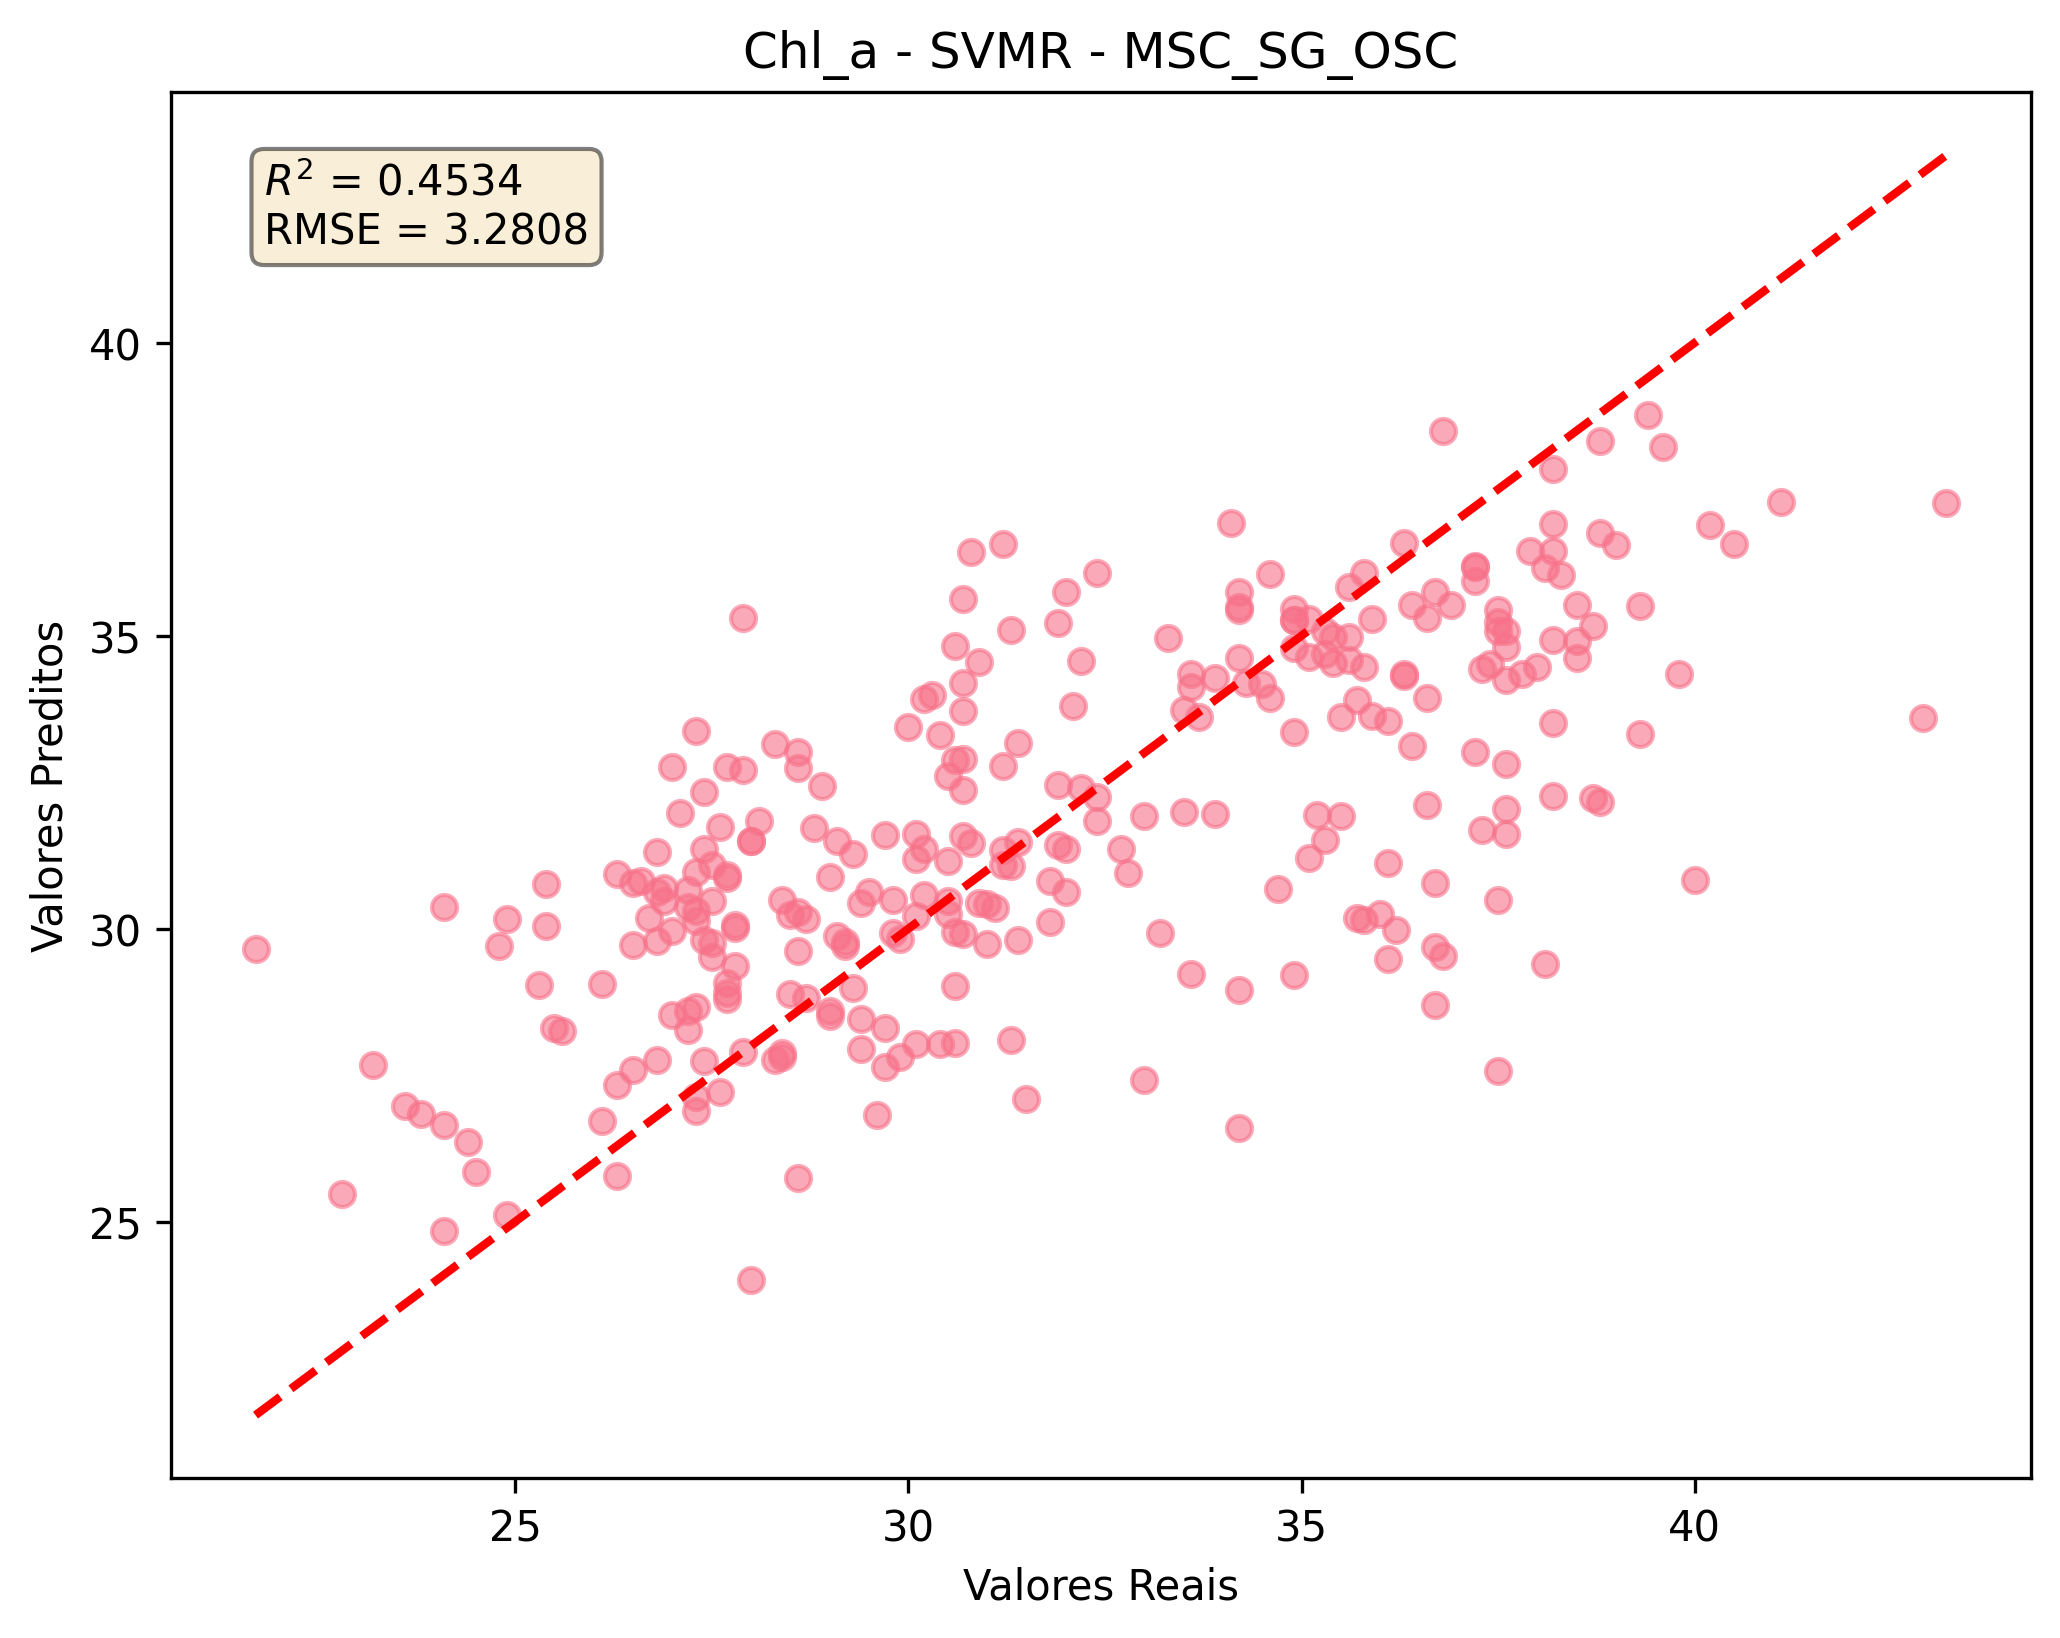 Chl_a - SVMR - MSC_SG_OSC
R² = 0.4534
RMSE = 3.2808
40
35
30
25
Valores Preditos
25 30 35 40
Valores Reais